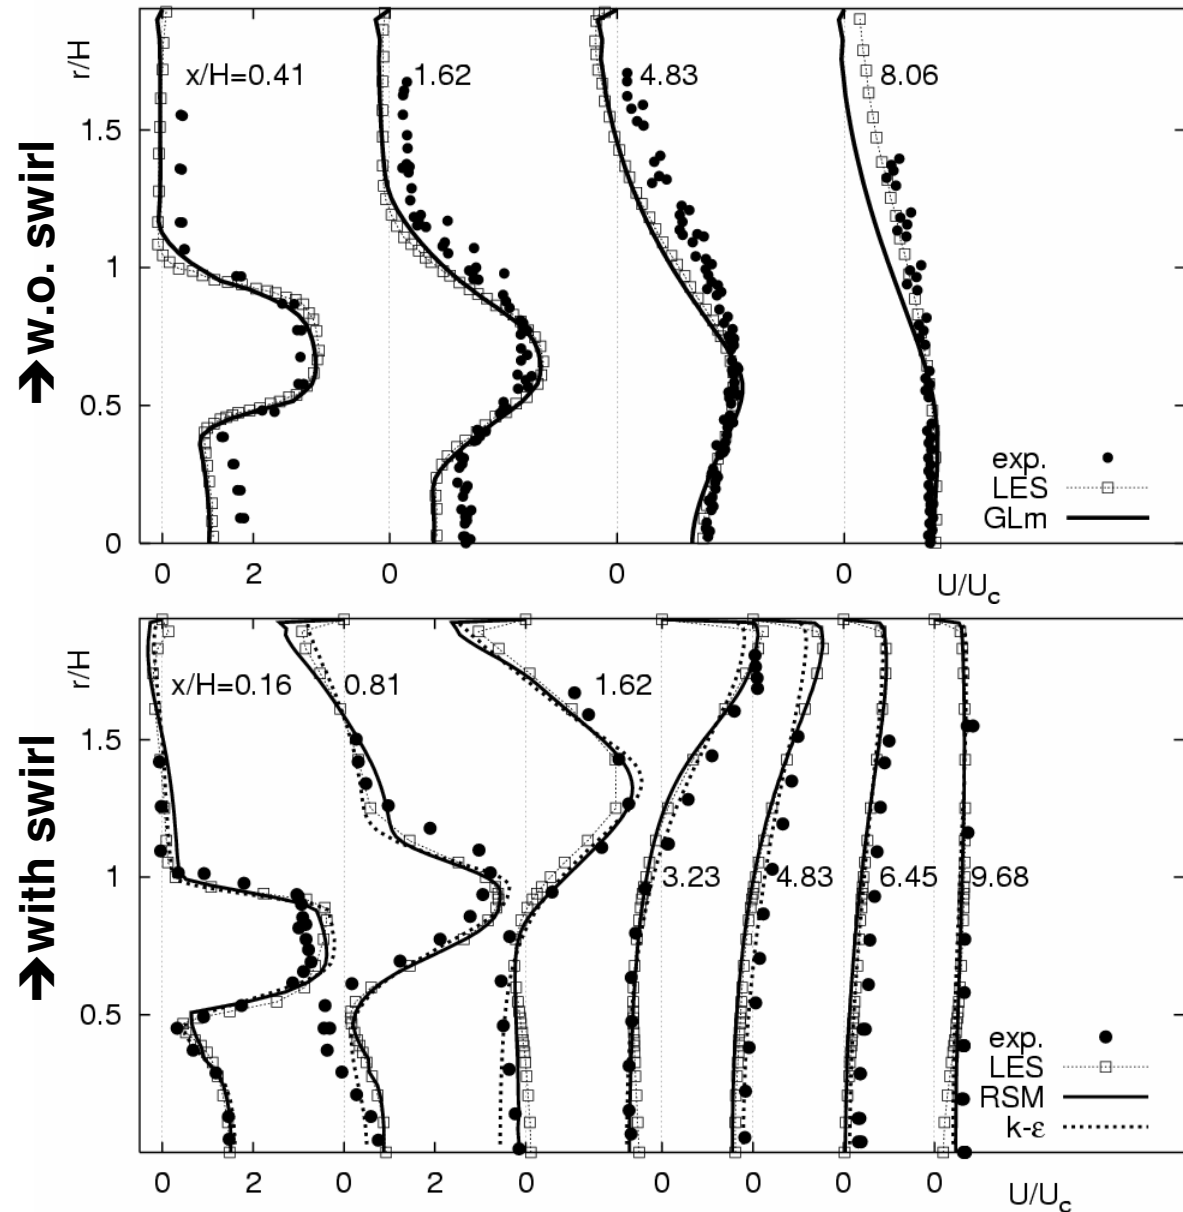 ➔w.o. swirl
r/H
x/H=0.41
1.62
4.83
8.06
1.5
1
0.5
0
exp.
LES
GLm
0 2 0 0 0 U/Uc
➔with swirl
r/H
x/H=0.16
0.81
1.62
3.23
4.83
6.45
9.68
1.5
1
0.5
exp.
LES
RSM
k-ε
0 2 0 2 0 0 0 0 0 U/Uc